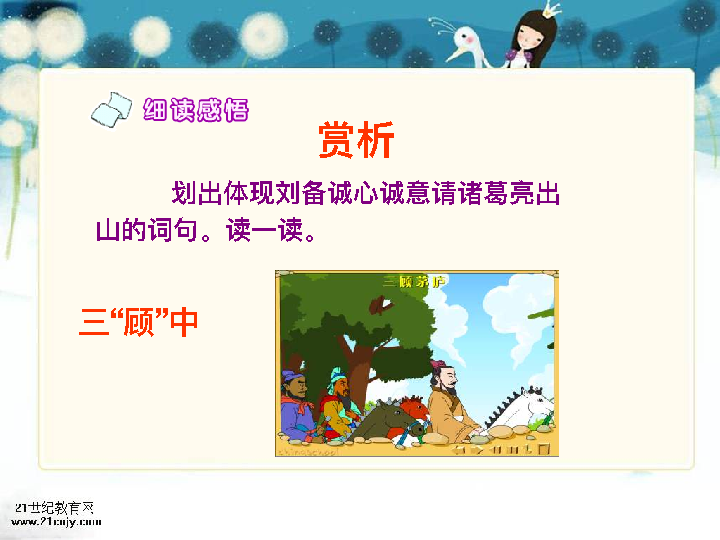 细读感悟
赏析
划出体现刘备诚心诚意请诸葛亮出
山的词句。读一读。
三顾茅庐
三“顾”中
21世纪教育网
www.21cnjy.com